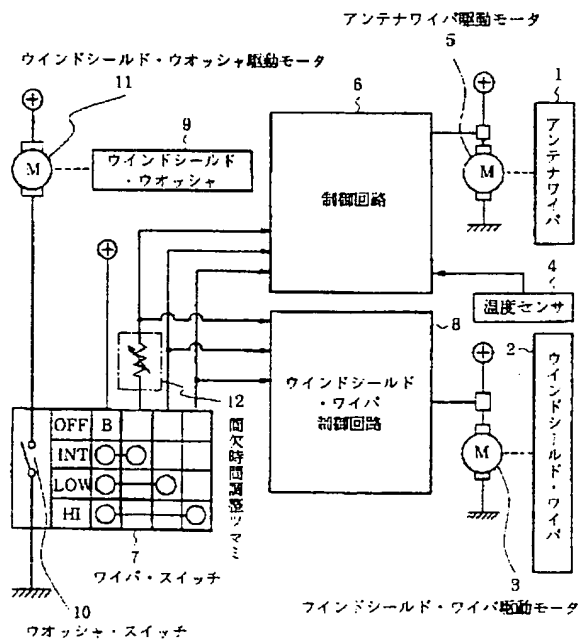 アンテナワイパ駆動モータ
5
ウインドシールド・ウオッシャ駆動モータ
11
6
1
9
M
ウインドシールド
・ウオッシャ
制御回路
M
アンテナワイパ
4
温度センサ
8
2
12
ウインドシールド
・ワイパ
制御回路
M
ウインドシールド・ワイパ
間欠時間調整ツマミ
OFF B
INT
LOW
HI
7
ワイパ・スイッチ
3
10
ウインドシールド・ワイパ駆動モータ
ウオッシャ・スイッチ